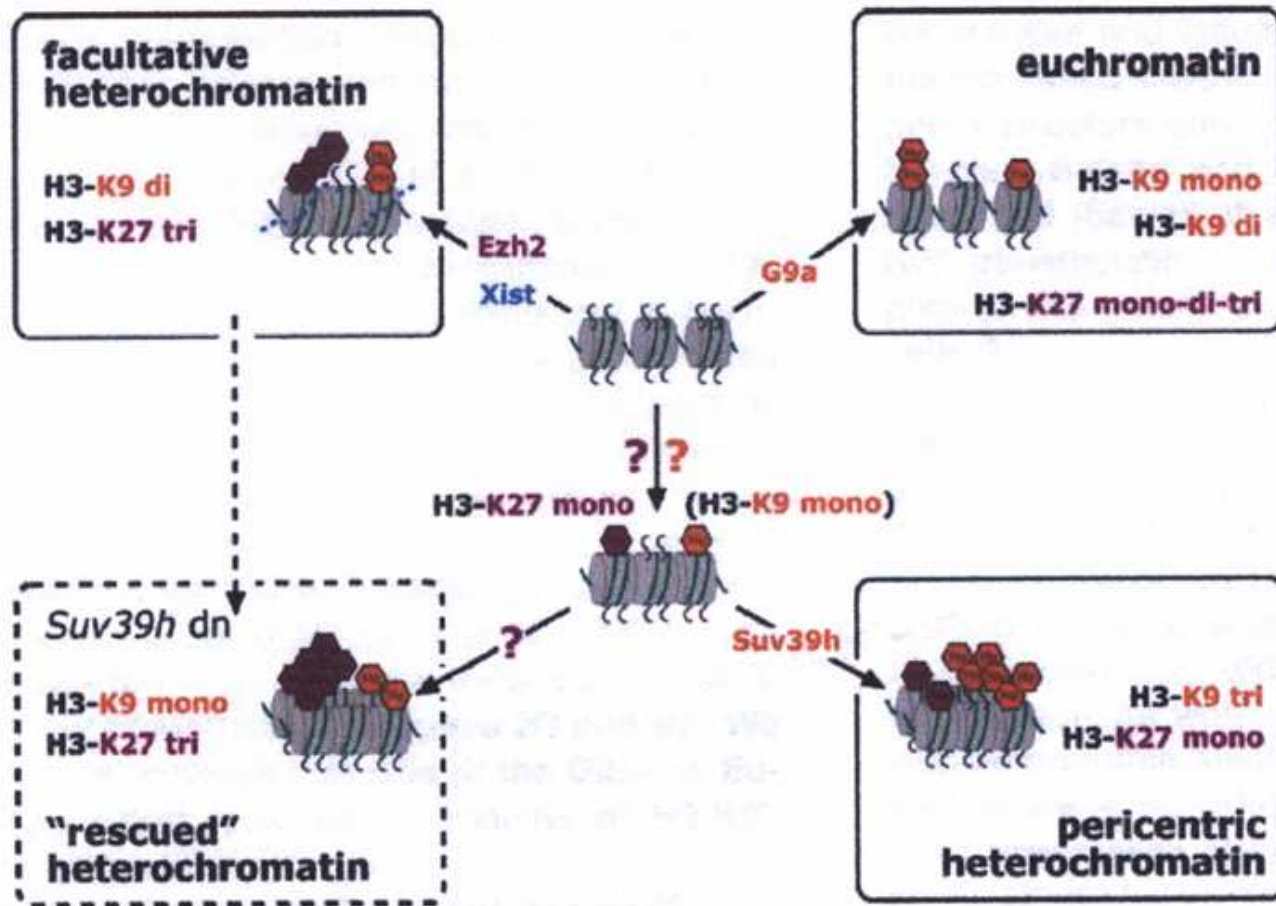 facultative
heterochromatin
H3-K9 di
H3-K27 tri
euchromatin
H3-K9 mono
H3-K9 di
H3-K27 mono-di-tri
Ezh2
Xist
G9a
? ?
H3-K27 mono (H3-K9 mono)
Suv39h dn
H3-K9 mono
H3-K27 tri
"rescued"
heterochromatin
?
Suv39h
H3-K9 tri
H3-K27 mono
pericentric
heterochromatin